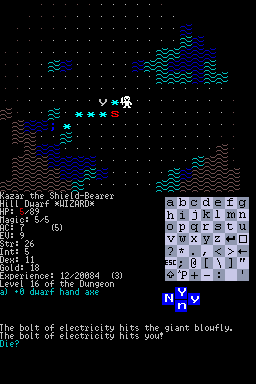 Kazar the Shield-Bearer
Hill Dwarf *WIZARD*
HP: 5/89
Magic: 5/5
AC: 7 (5)
EV: 9
Str: 26
Int: 5
Dex: 11
Gold: 18
Experience: 12/20084 (3)
Level 16 of the Dungeon
a) +0 dwarf hand axe
a b c d e f g
h i j k l m n
o p q r s t u
v w x y z
* . , < > ←
ESC ; @ [ \ ] "
^P + - : '
Y
N y
n
The bolt of electricity hits the giant blowfly.
The bolt of electricity hits you!
Die?